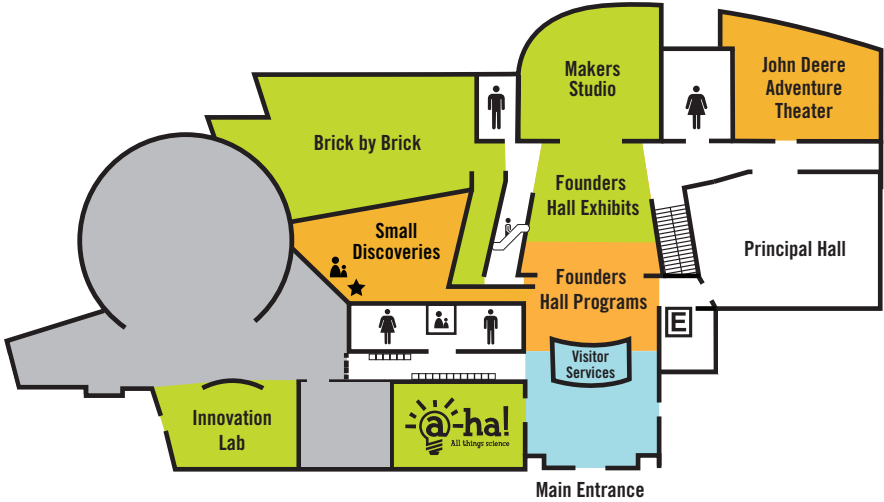 Makers
Studio
John Deere
Adventure
Theater
Brick by Brick
Founders
Hall Exhibits
Small
Discoveries
Principal Hall
Founders
Hall Programs
E
Visitor
Services
Innovation
Lab
@-ha!
All things science
Main Entrance